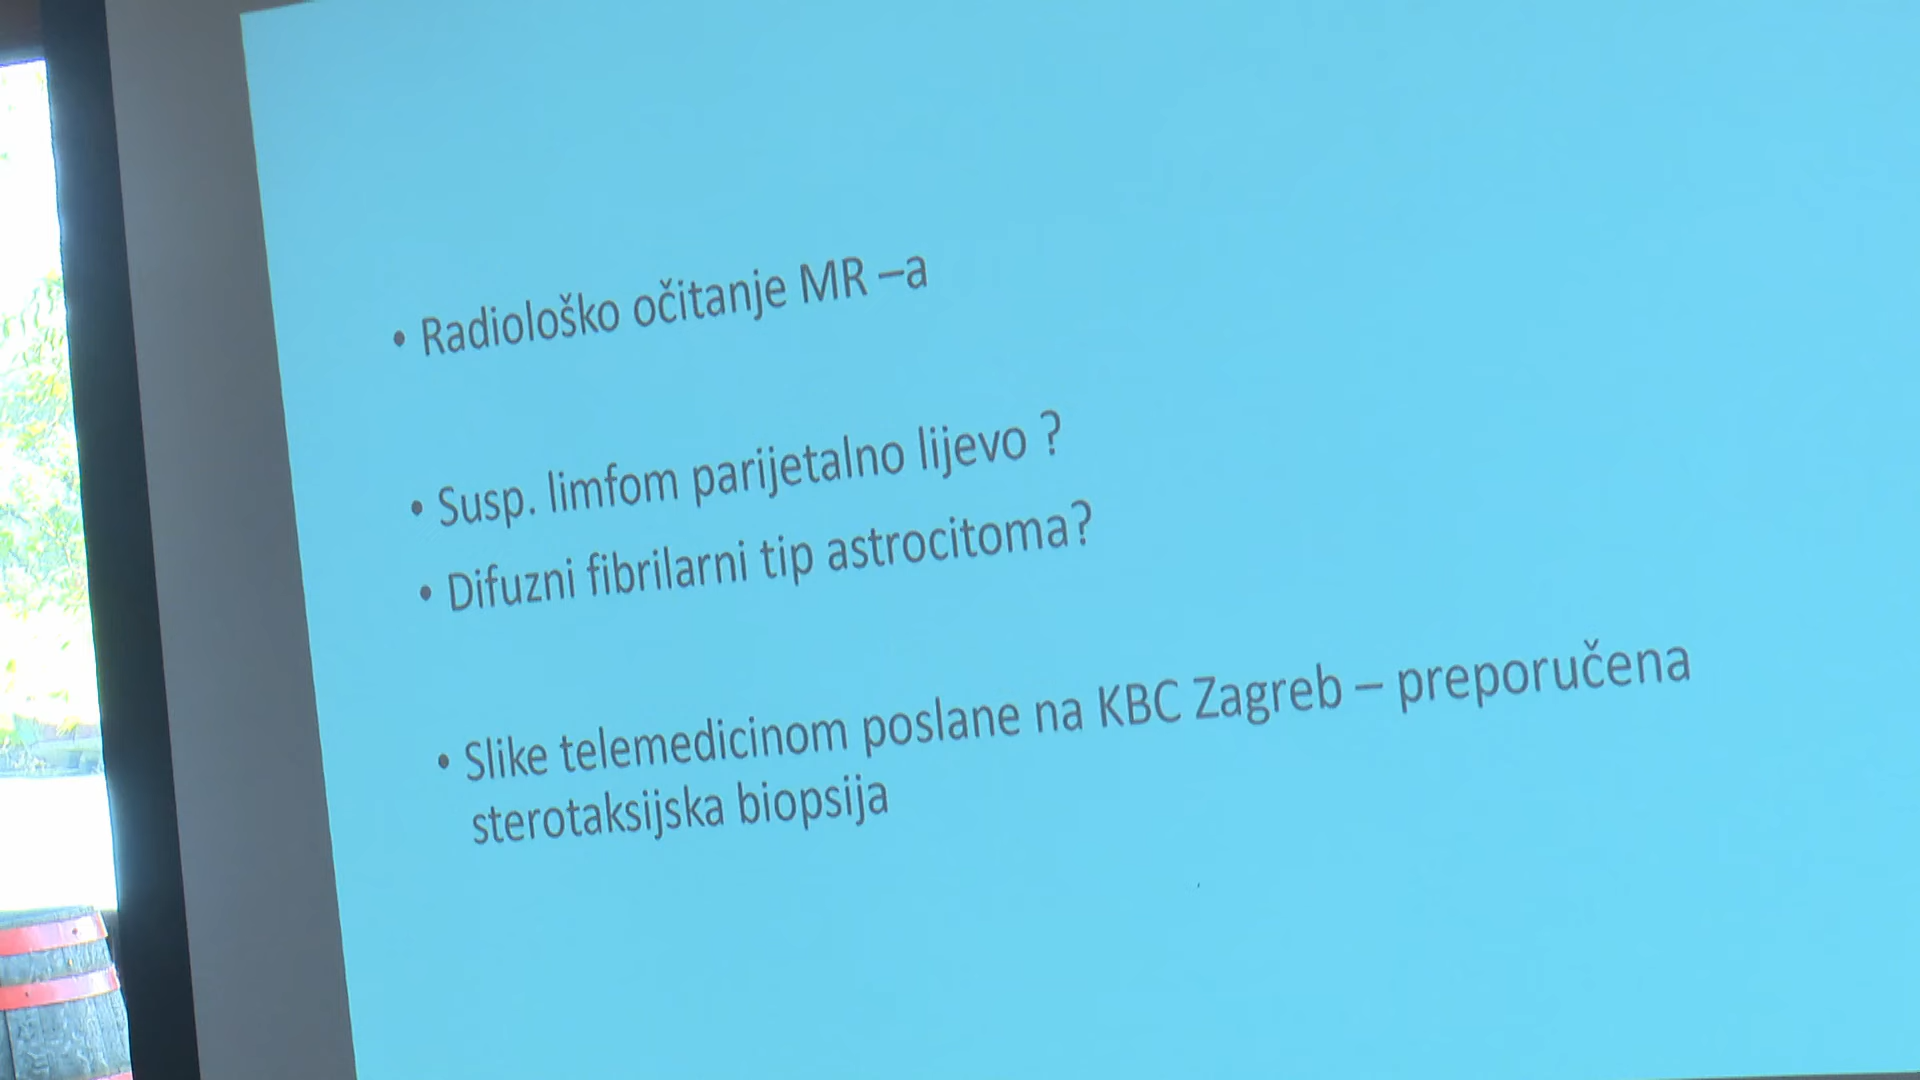 • Radiološko očitanje MR –a
• Susp. limfom parijetalno lijevo ?
• Difuzni fibrilarni tip astrocitoma?
• Slike telemedicinom poslane na KBC Zagreb – preporučena
sterotaksijska biopsija